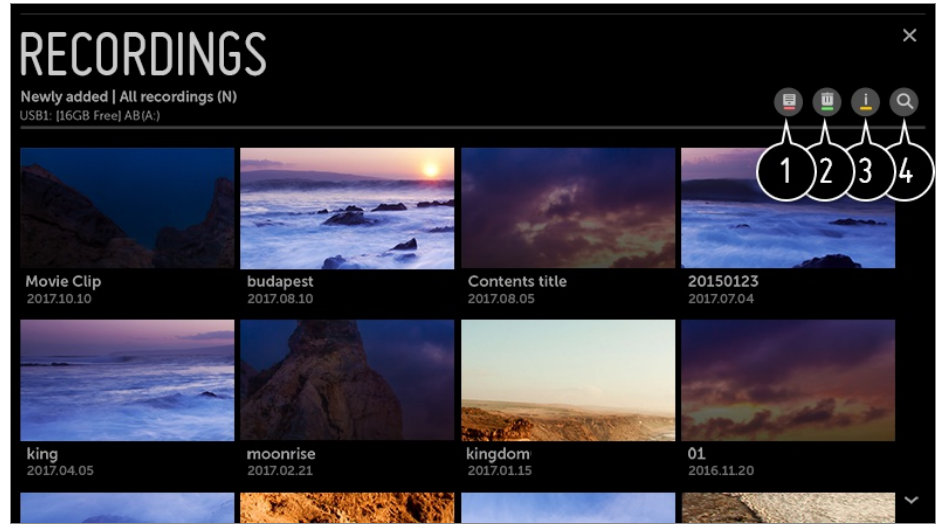 RECORDINGS
Newly added | All recordings (N)
USB1: [16GB Free] AB(A:)
i
1 2 3 4
Movie Clip
2017.10.10
budapest
2017.08.10
Contents title
2017.08.05
20150123
2017.07.04
king
2017.04.05
moonrise
2017.02.21
kingdom
2017.01.15
01
2016.11.20